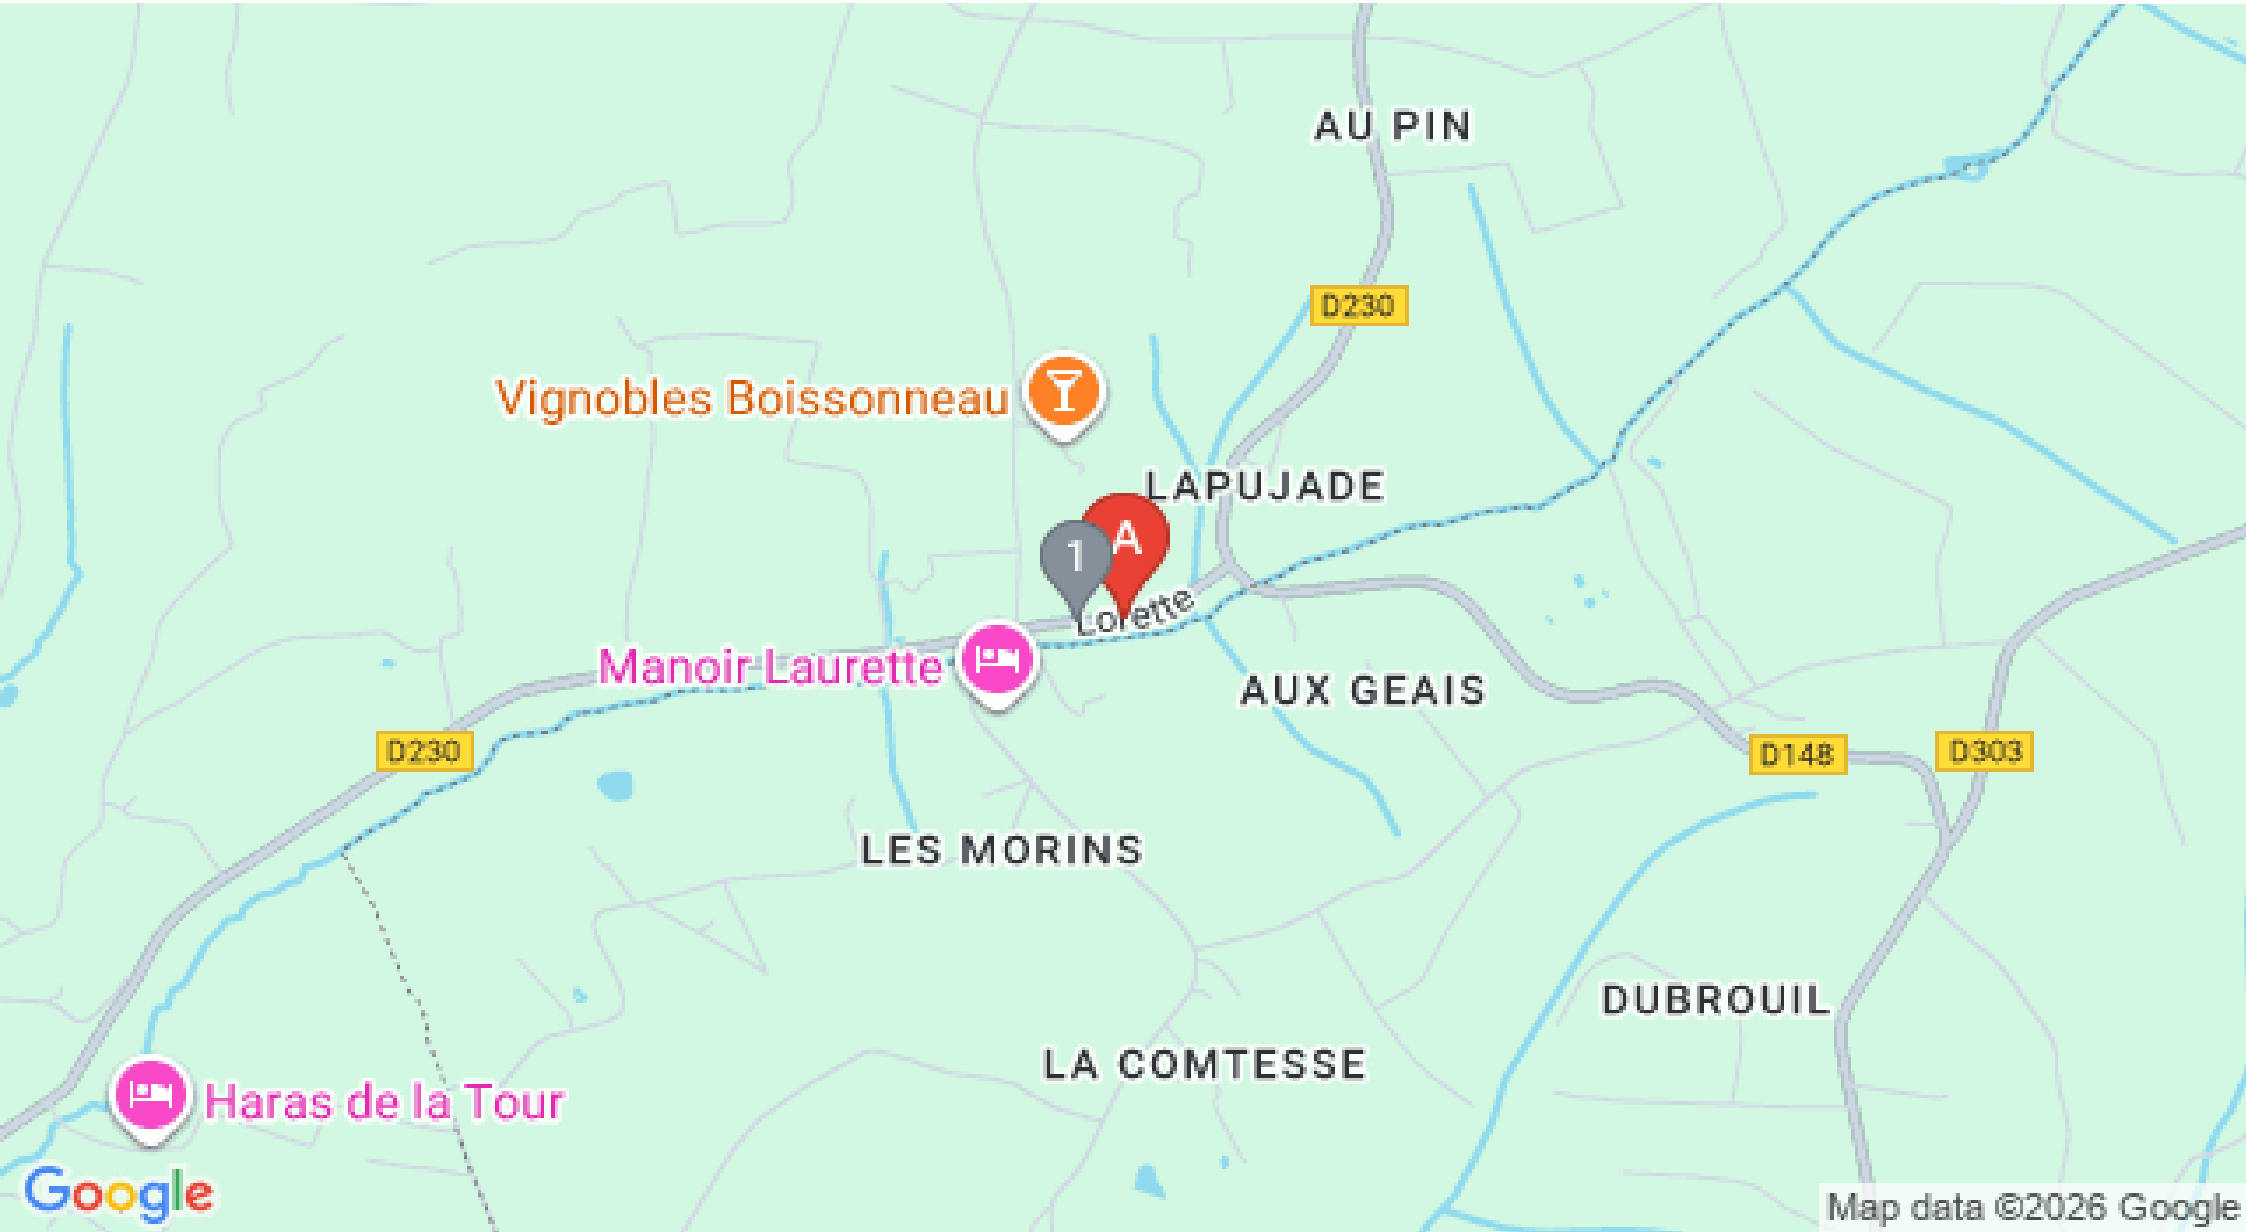 AU PIN
D230
Vignobles Boissonneau
LAPUJADE
1
A
Lorette
Manoir Laurette
AUX GEAIS
D230
D148
D303
LES MORINS
DUBROUIL
LA COMTESSE
Haras de la Tour
Google
Map data ©2026 Google